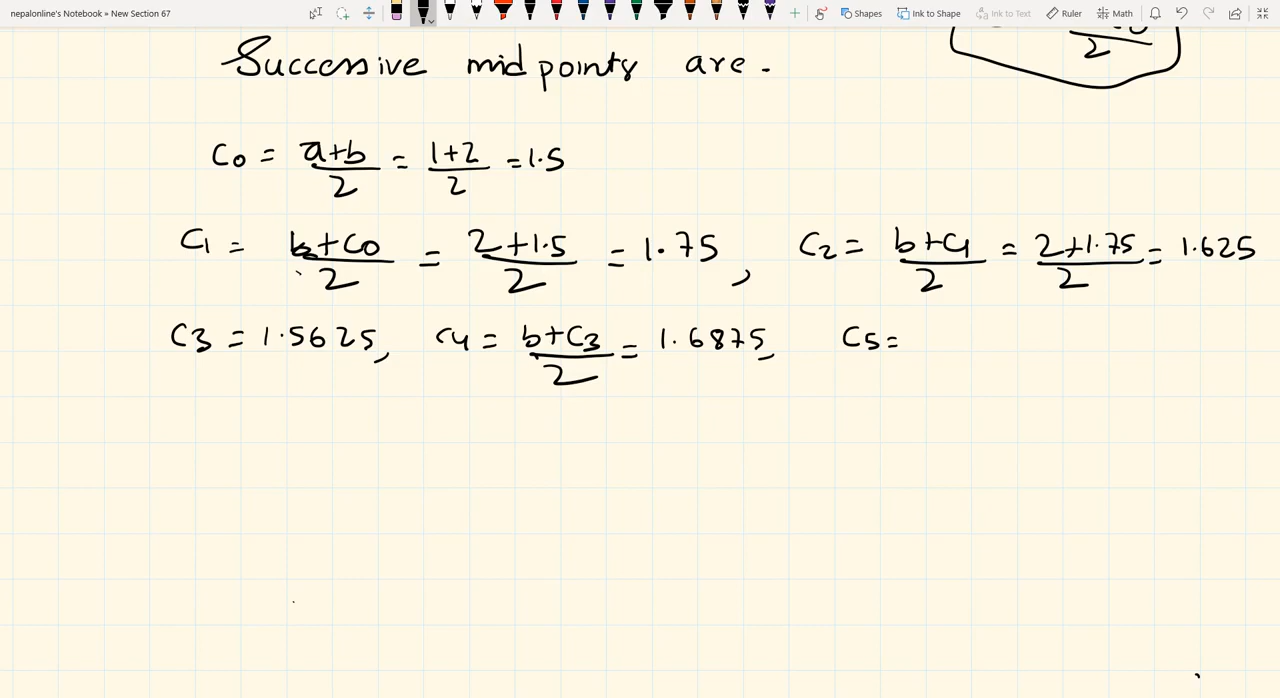 nepalonline's Notebook » New Section 67
Shapes Ink to Shape Ink to Text Ruler Math
2
Successive midpoints are.
C0 = a+b/2 = 1+2/2 = 1.5
C1 = b+C0/2 = 2+1.5/2 = 1.75, C2 = b+C1/2 = 2+1.75/2 = 1.625
C3 = 1.5625, C4 = b+C3/2 = 1.6875, C5 =